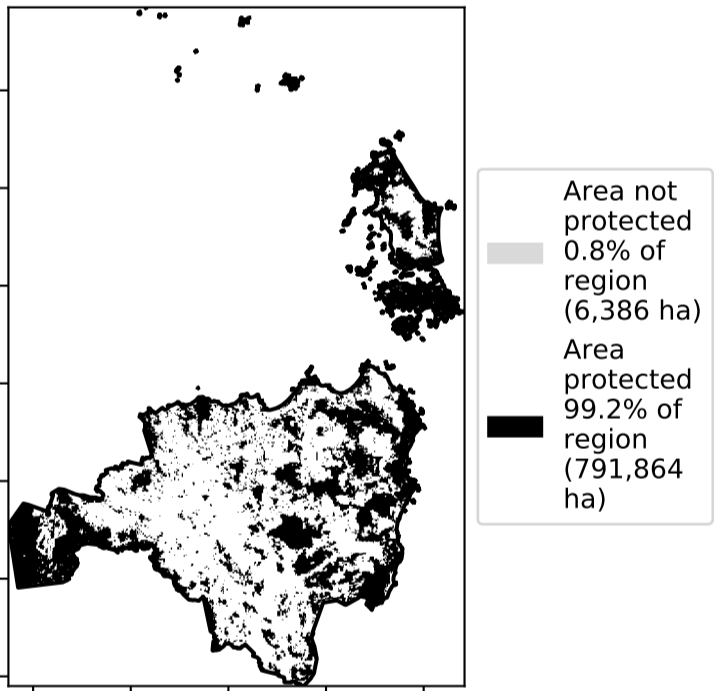 Area not
protected
0.8% of
region
(6,386 ha)
Area
protected
99.2% of
region
(791,864
ha)